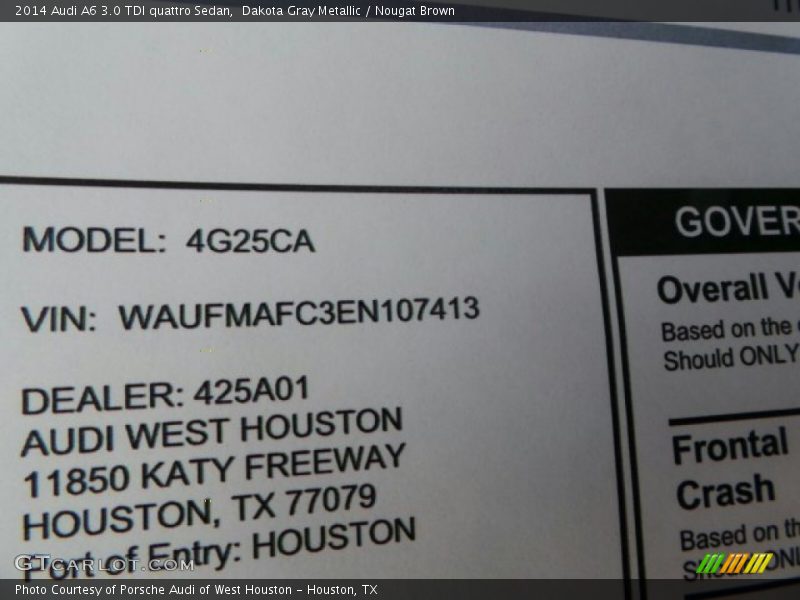 2014 Audi A6 3.0 TDI quattro Sedan,  Dakota Gray Metallic / Nougat Brown
MODEL: 4G25CA
VIN: WAUFMAFC3EN107413
DEALER: 425A01
AUDI WEST HOUSTON
11850 KATY FREEWAY
HOUSTON, TX 77079
Port of Entry: HOUSTON
GOVER
Overall V
Based on the
Should ONLY
Frontal
Crash
Based on th
GTcarlot.com
Photo Courtesy of Porsche Audi of West Houston - Houston, TX